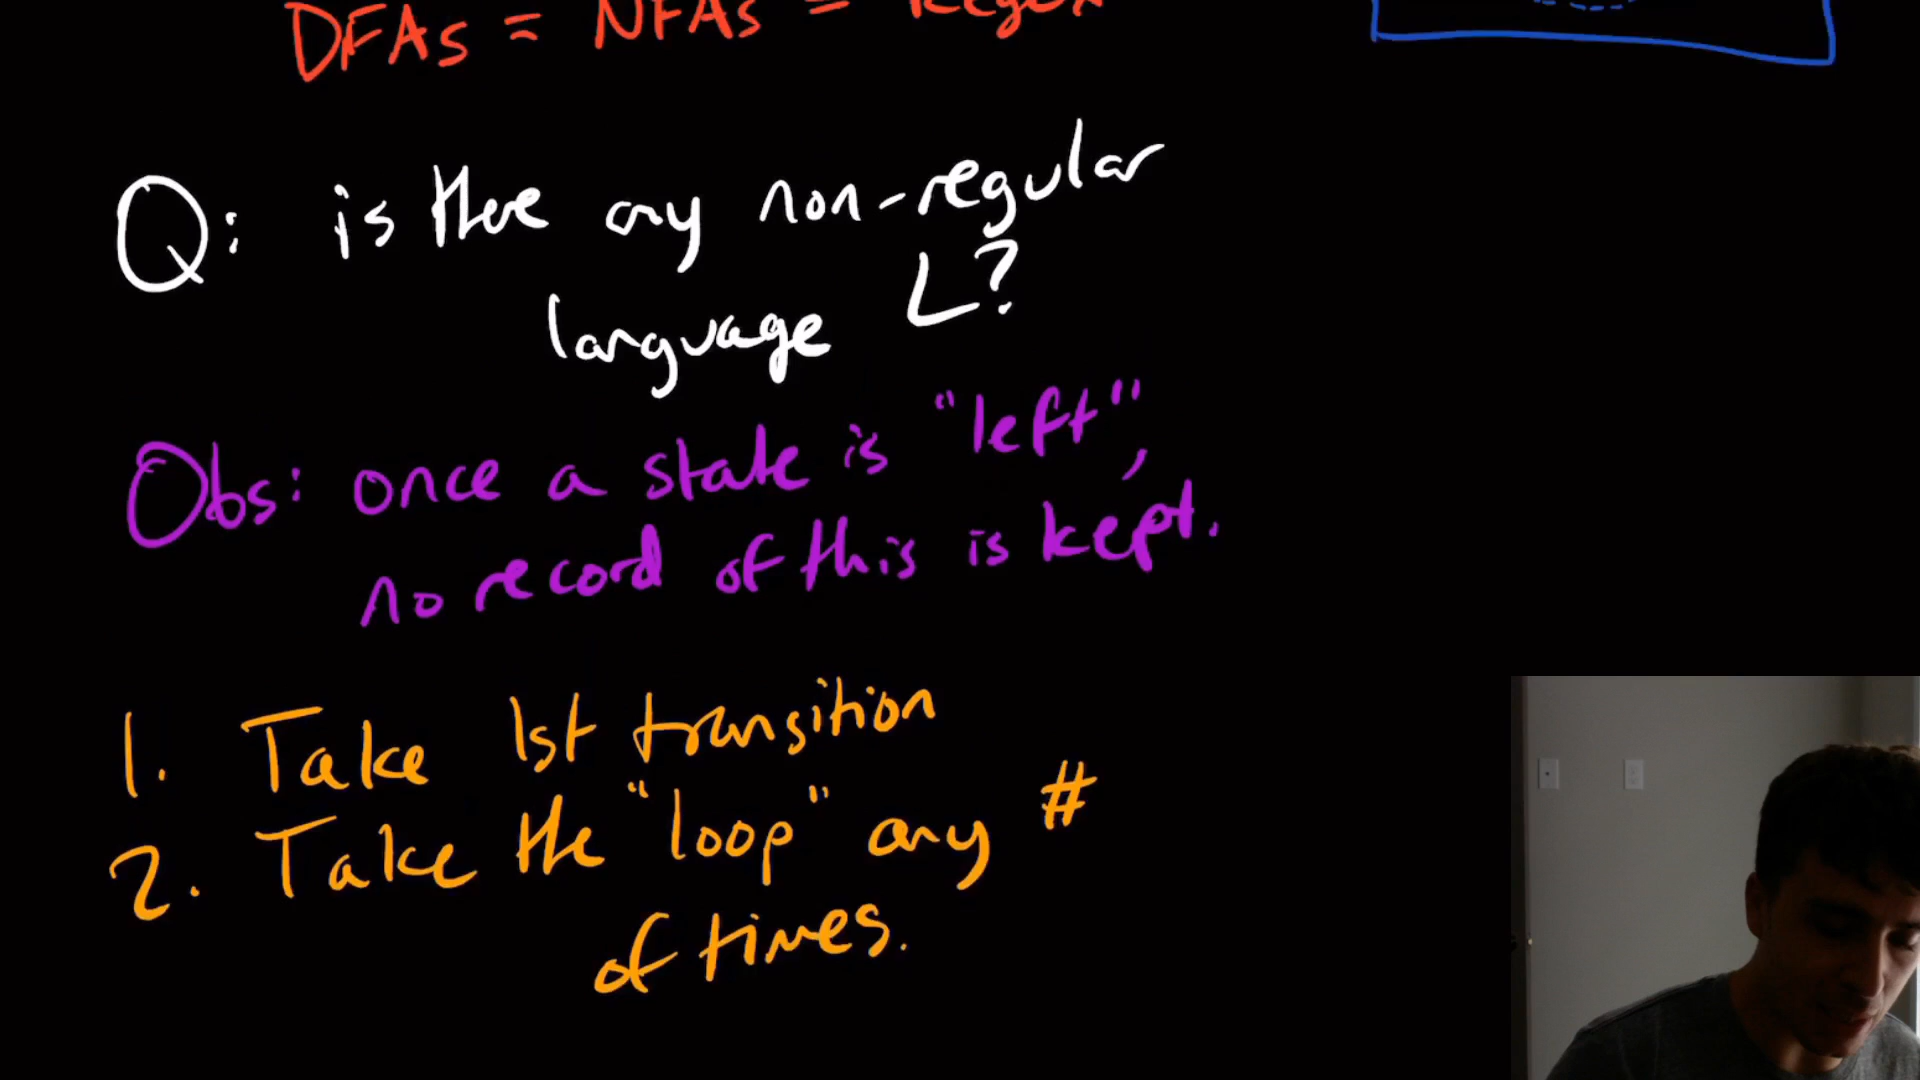 DFAs = NFAs = Regex
Q: is there any non-regular
language L?
Obs: once a state is "left",
no record of this is kept.
1. Take 1st transition
2. Take the "loop" any #
of times.